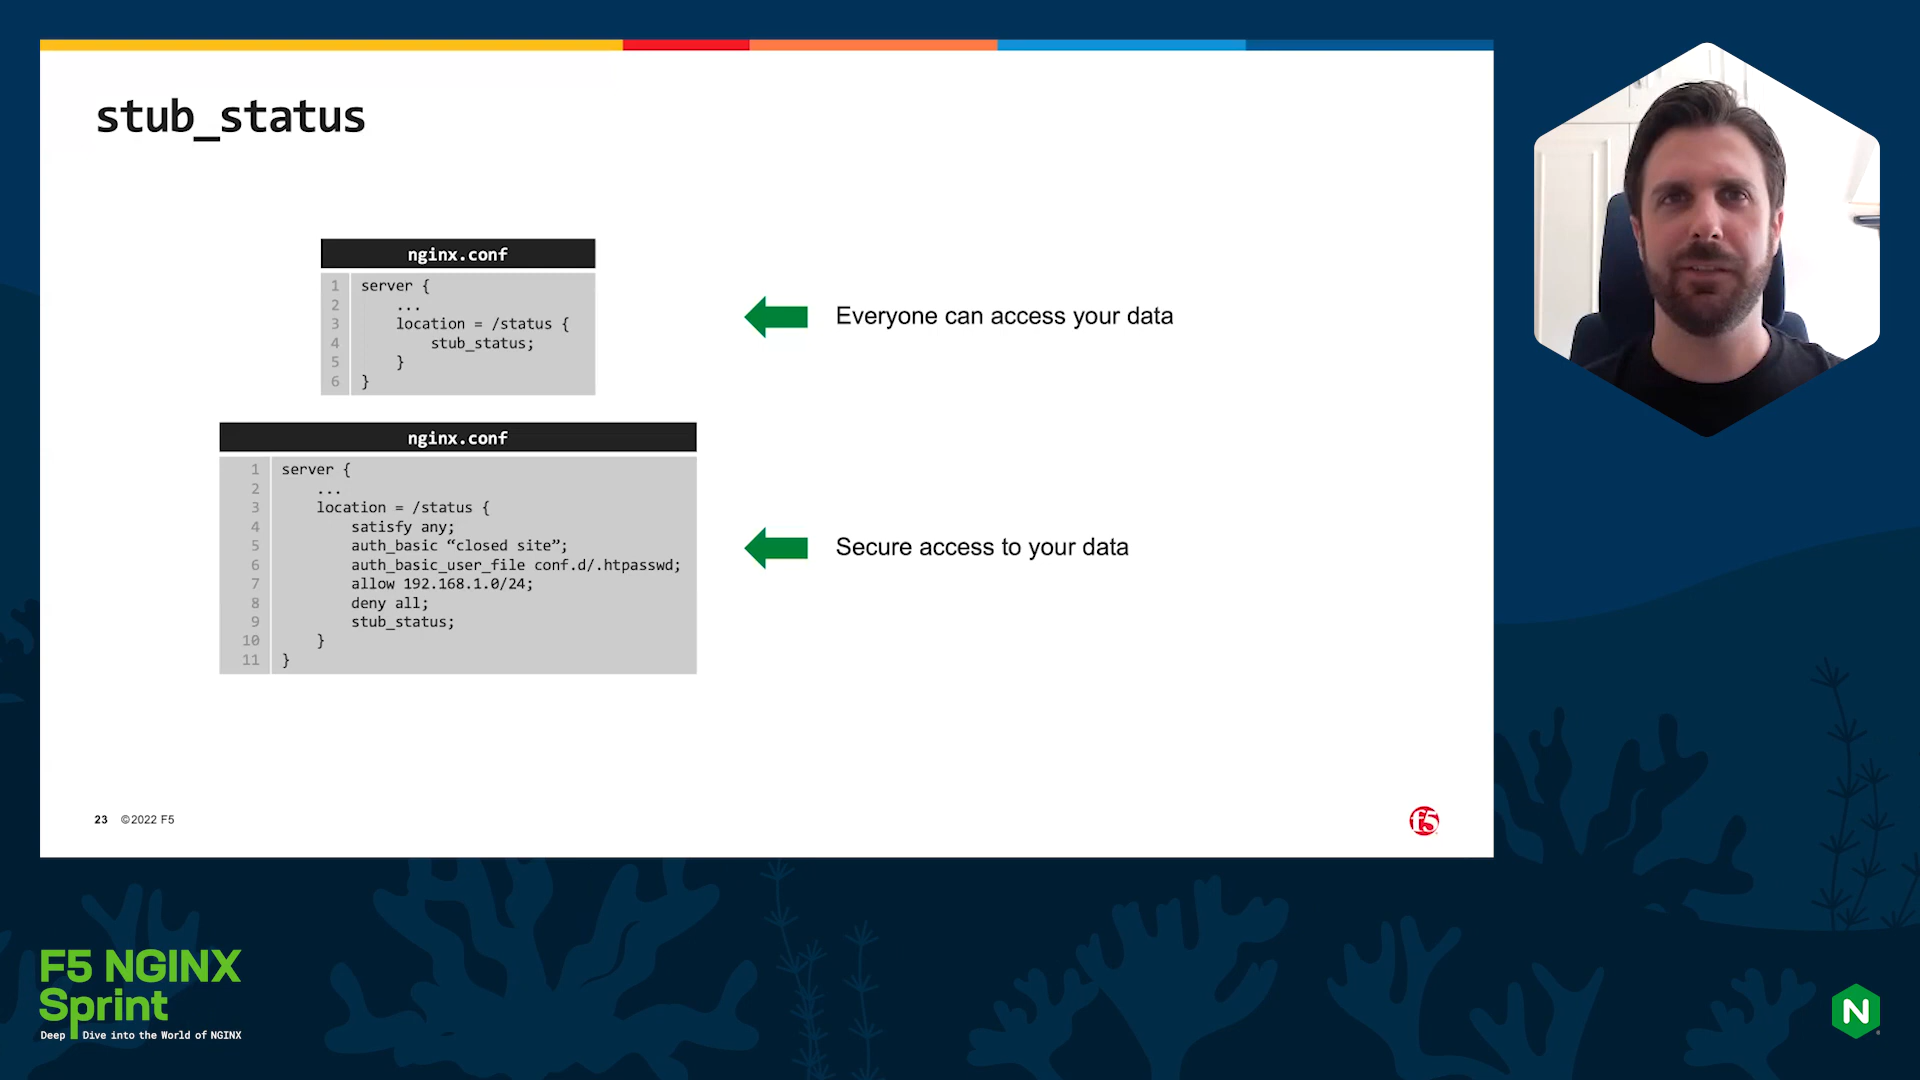 stub_status
nginx.conf
1 server {
2 ...
3 location = /status {
4 stub_status;
5 }
6 }
Everyone can access your data
nginx.conf
1 server {
2 ...
3 location = /status {
4 satisfy any;
5 auth_basic “closed site”;
6 auth_basic_user_file conf.d/.htpasswd;
7 allow 192.168.1.0/24;
8 deny all;
9 stub_status;
10 }
11 }
Secure access to your data
23 ©2022 F5
f5
F5 NGINX
Sprint
Deep Dive into the World of NGINX
N